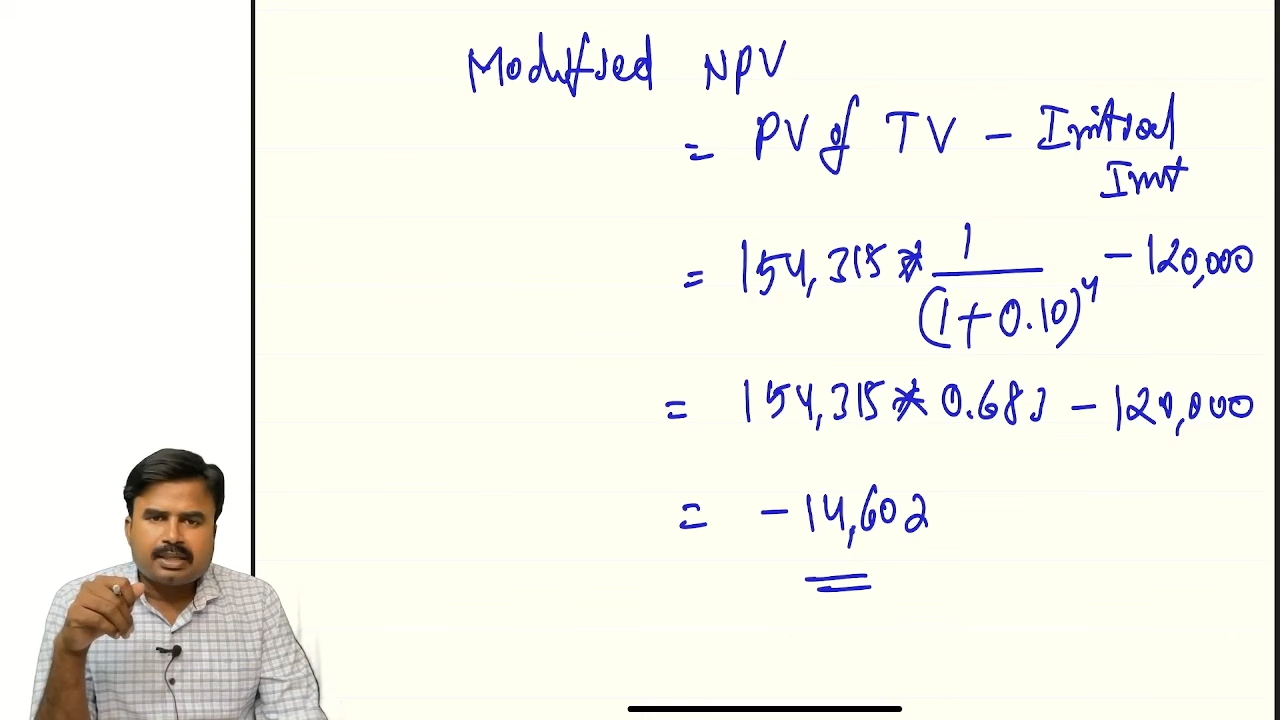 Modified NPV
= PV of TV - Initial
Invt
= 154,315 * 1/(1+0.10)^4 - 120,000
= 154,315 * 0.683 - 120,000
= - 14,602